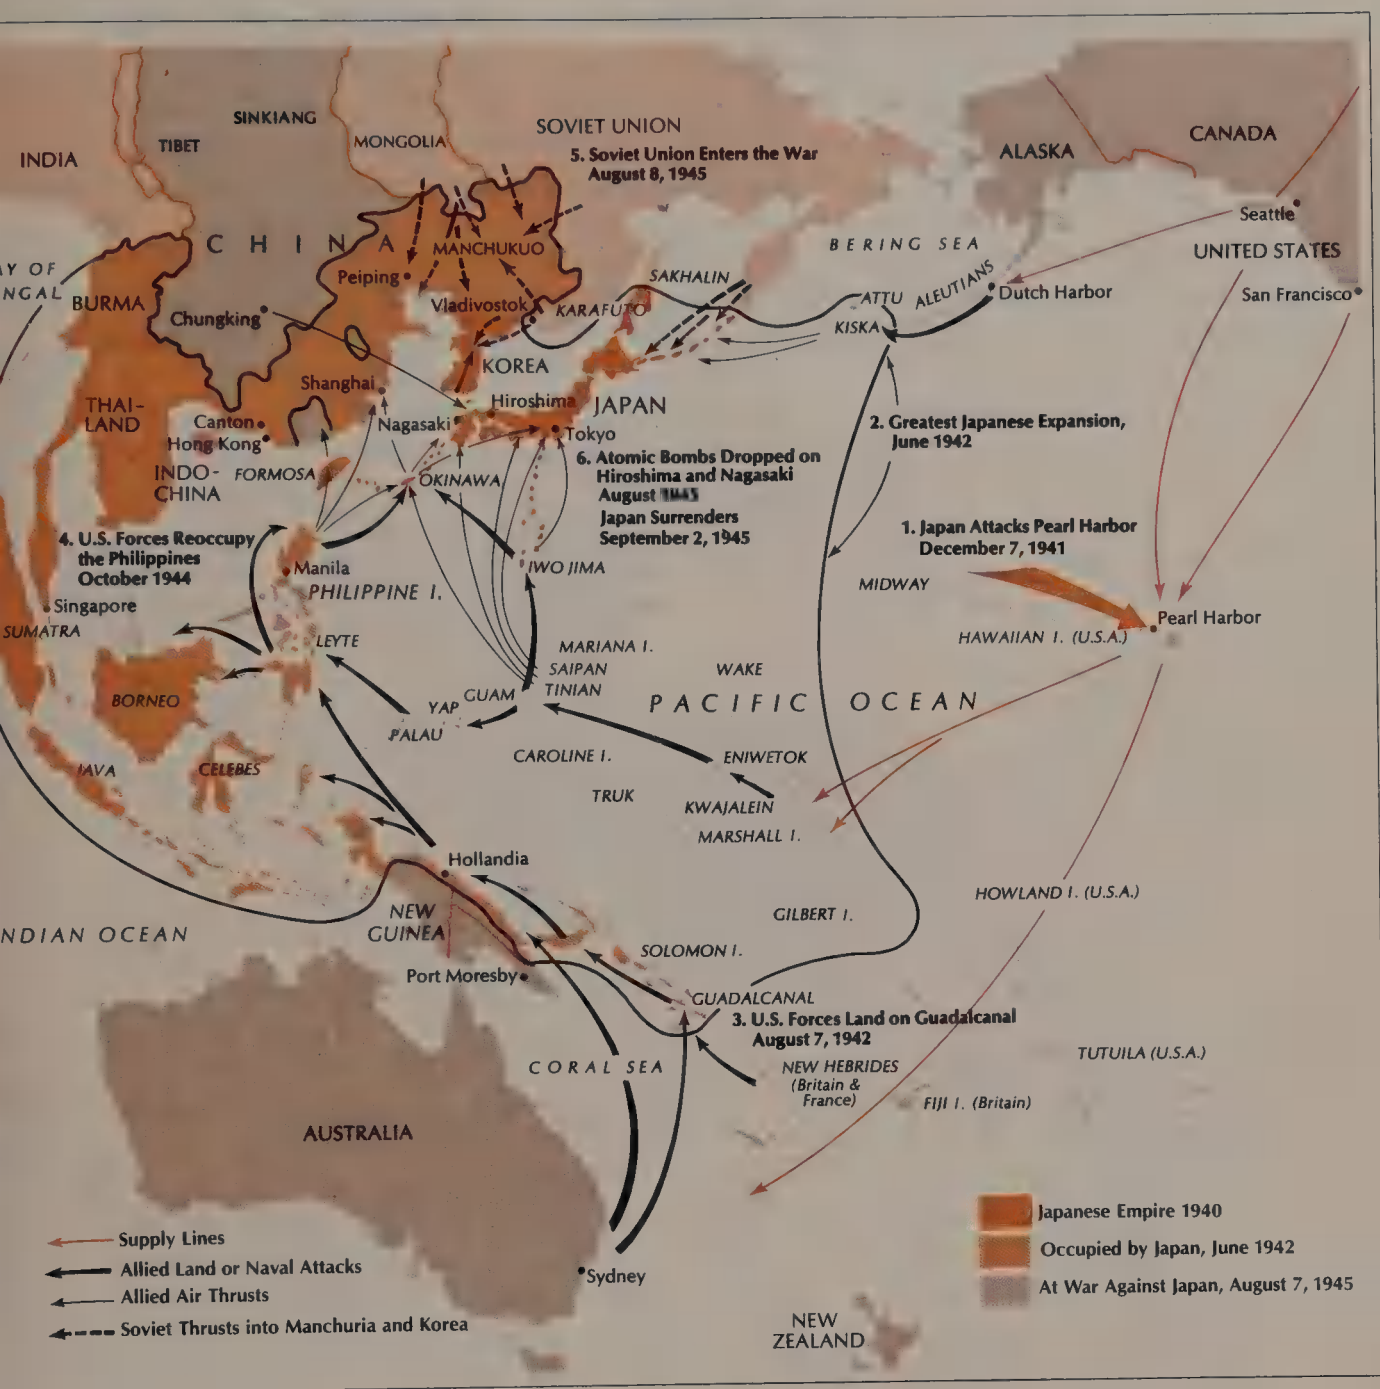 SINKIANG
TIBET
INDIA
MONGOLIA
SOVIET UNION
5. Soviet Union Enters the War
August 8, 1945
ALASKA
CANADA
Seattle
UNITED STATES
San Francisco
BERING SEA
ALEUTIANS
Dutch Harbor
ATTU
KISKA
CHINA
MANCHUKUO
Peiping
Vladivostok
SAKHALIN
KARAFUTO
AY OF
NGAL
BURMA
Chungking
KOREA
Shanghai
Hiroshima
JAPAN
Nagasaki
Tokyo
THAI-
LAND
Canton
Hong Kong
INDO-
CHINA
FORMOSA
OKINAWA
2. Greatest Japanese Expansion,
June 1942
6. Atomic Bombs Dropped on
Hiroshima and Nagasaki
August
Japan Surrenders
September 2, 1945
1. Japan Attacks Pearl Harbor
December 7, 1941
4. U.S. Forces Reoccupy
the Philippines
October 1944
Manila
PHILIPPINE I.
IWO JIMA
MIDWAY
Pearl Harbor
HAWAIIAN I. (U.S.A.)
Singapore
SUMATRA
LEYTE
MARIANA I.
SAIPAN
TINIAN
GUAM
WAKE
PACIFIC OCEAN
BORNEO
YAP
PALAU
CAROLINE I.
ENIWETOK
JAVA
CELEBES
TRUK
KWAJALEIN
MARSHALL I.
Hollandia
HOWLAND I. (U.S.A.)
NEW
GUINEA
GILBERT I.
NDIAN OCEAN
SOLOMON I.
Port Moresby
GUADALCANAL
3. U.S. Forces Land on Guadalcanal
August 7, 1942
CORAL SEA
NEW HEBRIDES
(Britain &
France)
TUTUILA (U.S.A.)
FIJI I. (Britain)
AUSTRALIA
Sydney
NEW
ZEALAND
Supply Lines
Allied Land or Naval Attacks
Allied Air Thrusts
Soviet Thrusts into Manchuria and Korea
Japanese Empire 1940
Occupied by Japan, June 1942
At War Against Japan, August 7, 1945